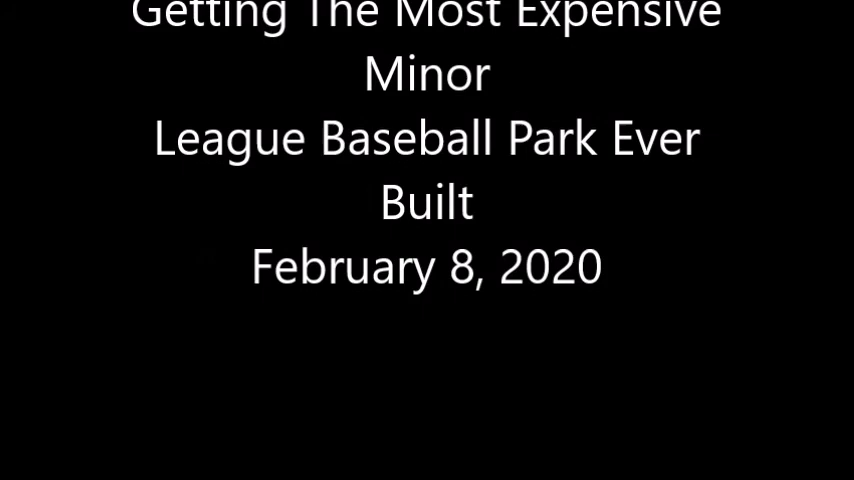 Getting The Most Expensive
Minor
League Baseball Park Ever
Built
February 8, 2020